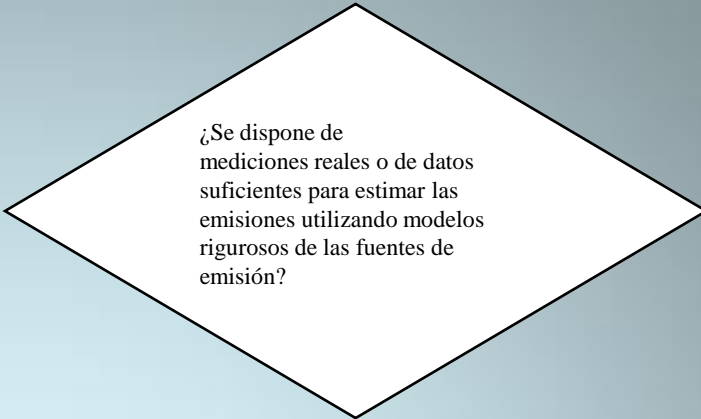 ¿Se dispone de
mediciones reales o de datos
suficientes para estimar las
emisiones utilizando modelos
rigurosos de las fuentes de
emisión?